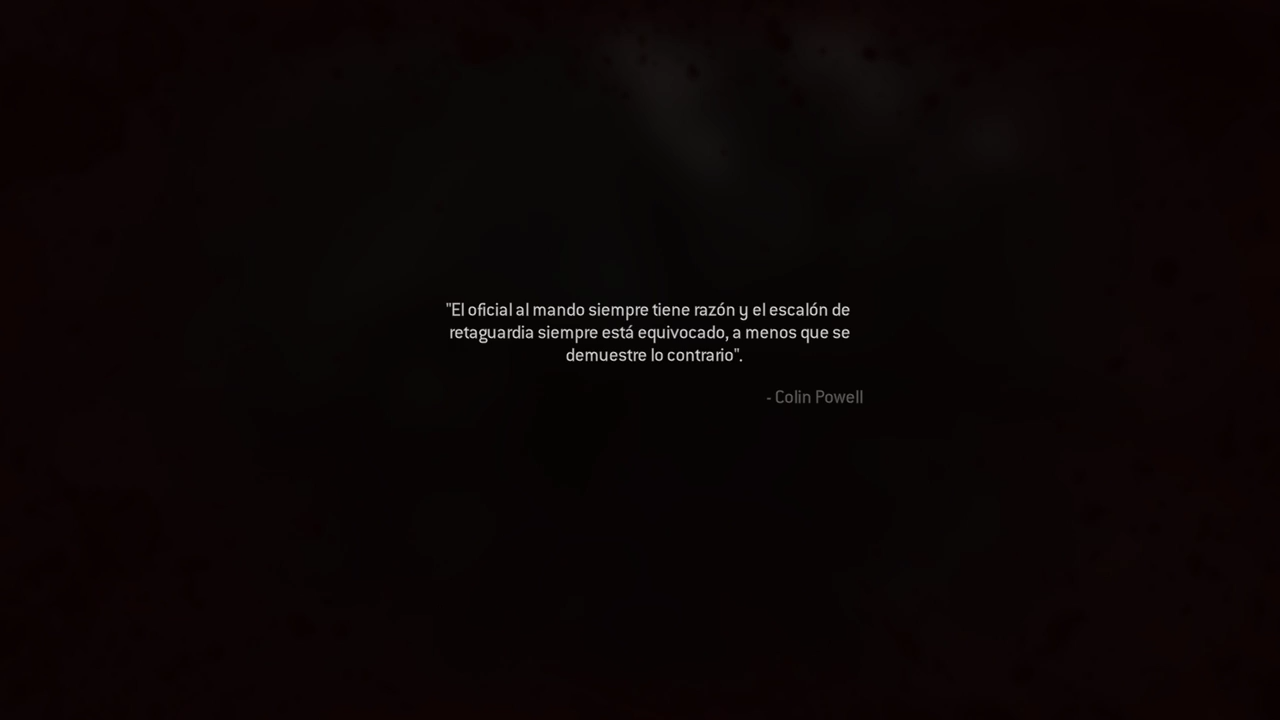 "El oficial al mando siempre tiene razón y el escalón de
retaguardia siempre está equivocado, a menos que se
demuestre lo contrario".
- Colin Powell